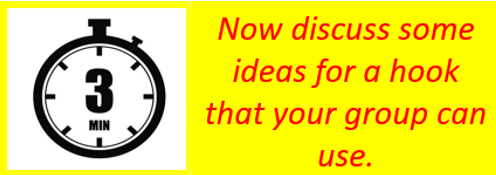 3
MIN
Now discuss some
ideas for a hook
that your group can
use.